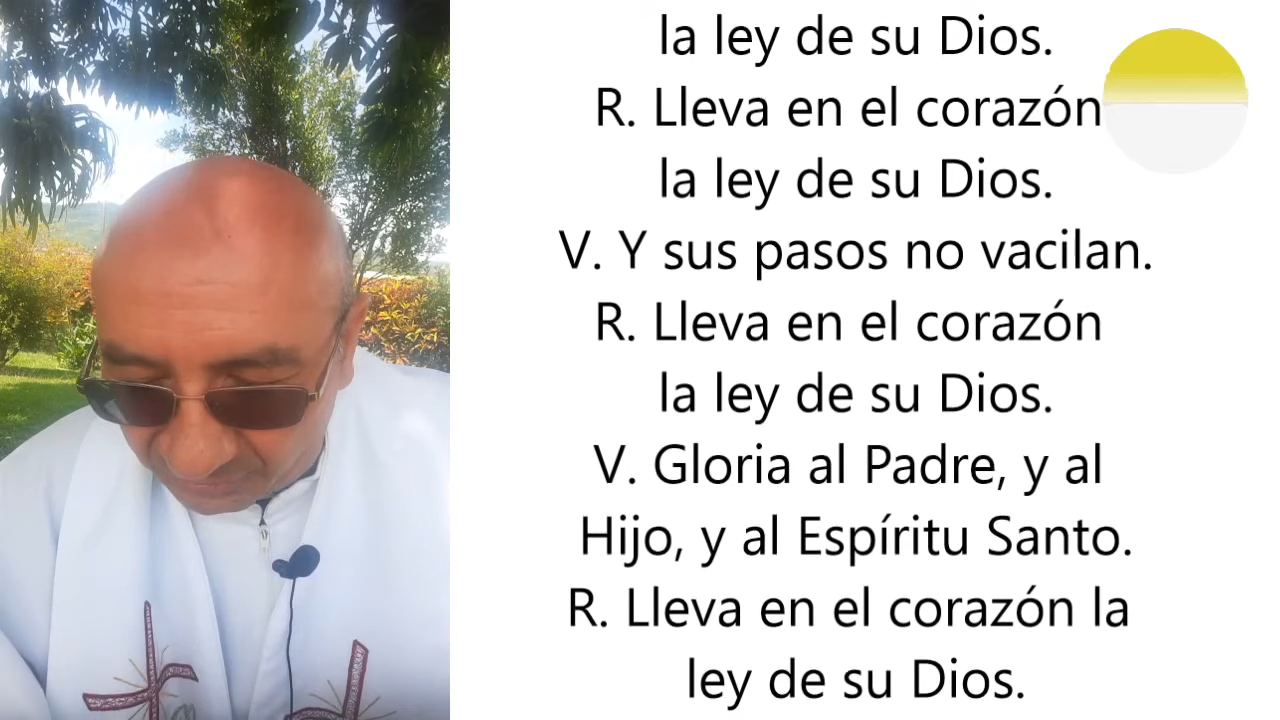 la ley de su Dios.
R. Lleva en el corazón
la ley de su Dios.
V. Y sus pasos no vacilan.
R. Lleva en el corazón
la ley de su Dios.
V. Gloria al Padre, y al
Hijo, y al Espíritu Santo.
R. Lleva en el corazón la
ley de su Dios.